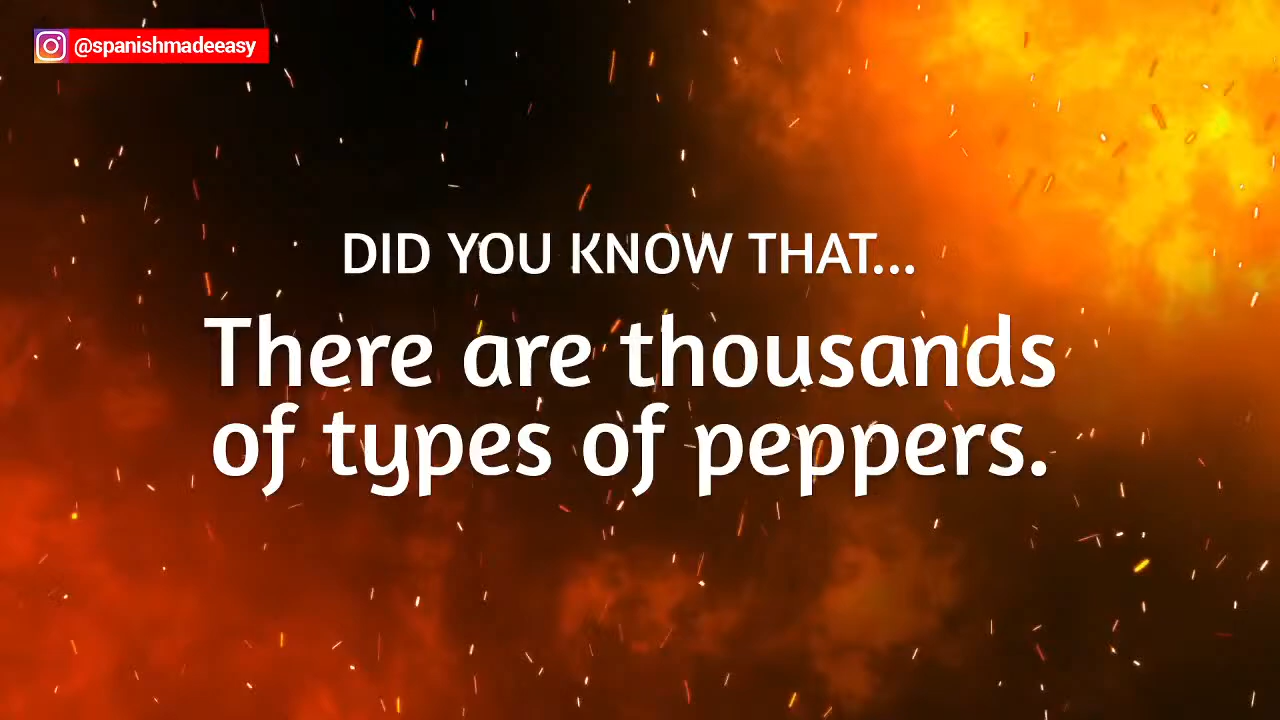 @spanishmadeeasy
DID YOU KNOW THAT...
There are thousands
of types of peppers.